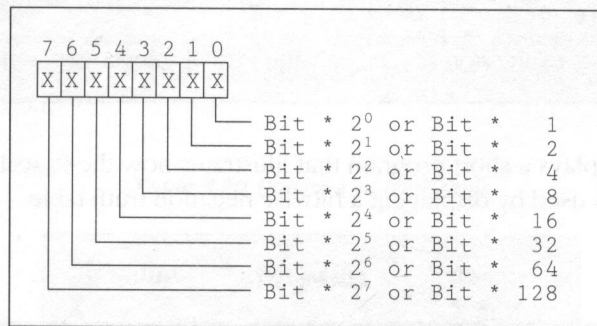 7 6 5 4 3 2 1 0
X X X X X X X X
Bit * 2⁰ or Bit * 1
Bit * 2¹ or Bit * 2
Bit * 2² or Bit * 4
Bit * 2³ or Bit * 8
Bit * 2⁴ or Bit * 16
Bit * 2⁵ or Bit * 32
Bit * 2⁶ or Bit * 64
Bit * 2⁷ or Bit * 128